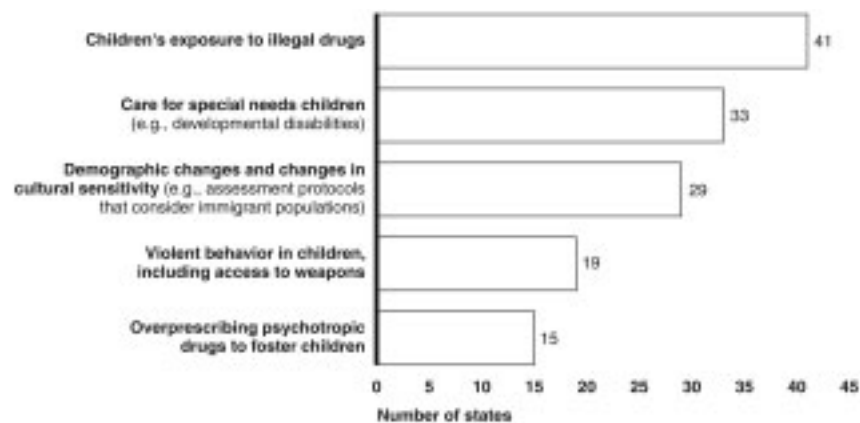 Children's exposure to illegal drugs
41
Care for special needs children
(e.g., developmental disabilities)
33
Demographic changes and changes in
cultural sensitivity (e.g., assessment protocols
that consider immigrant populations)
29
Violent behavior in children,
including access to weapons
19
Overprescribing psychotropic
drugs to foster children
15
0 5 10 15 20 25 30 35 40 45
Number of states